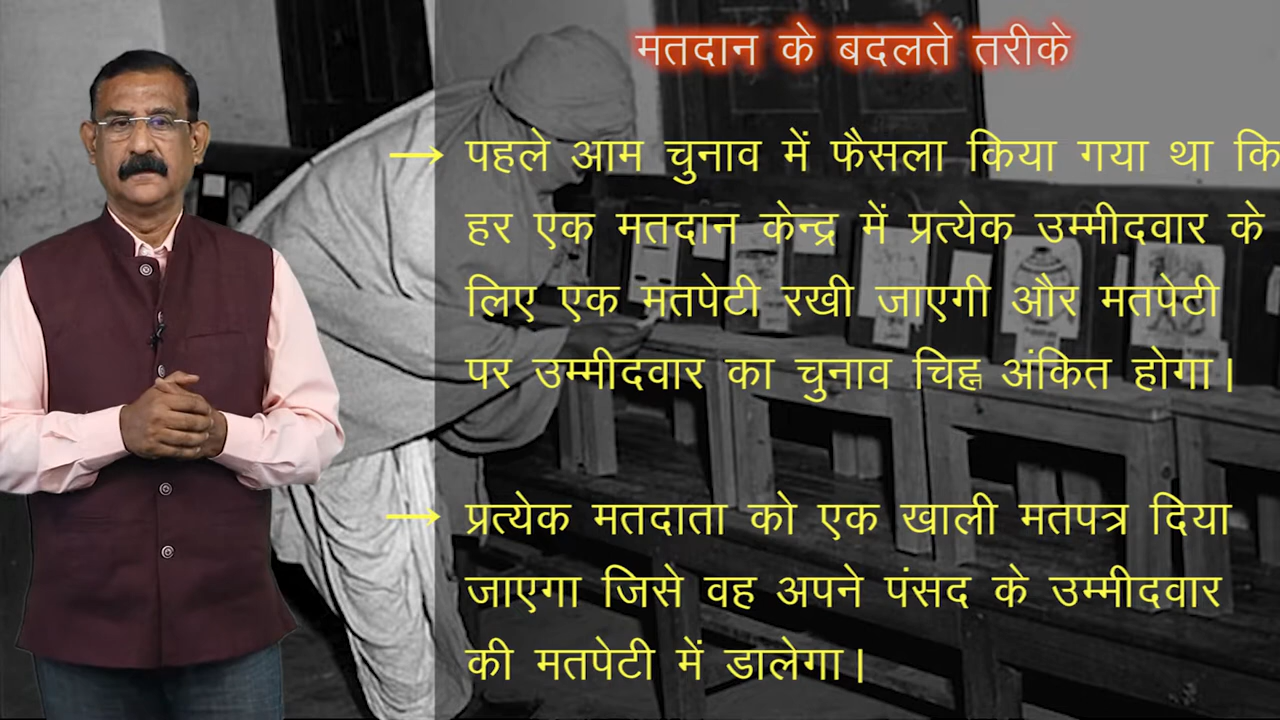 मतदान के बदलते तरीके
→ पहले आम चुनाव में फैसला किया गया था कि
हर एक मतदान केन्द्र में प्रत्येक उम्मीदवार के
लिए एक मतपेटी रखी जाएगी और मतपेटी
पर उम्मीदवार का चुनाव चिह्न अंकित होगा।
→ प्रत्येक मतदाता को एक खाली मतपत्र दिया
जाएगा जिसे वह अपने पंसद के उम्मीदवार
की मतपेटी में डालेगा।